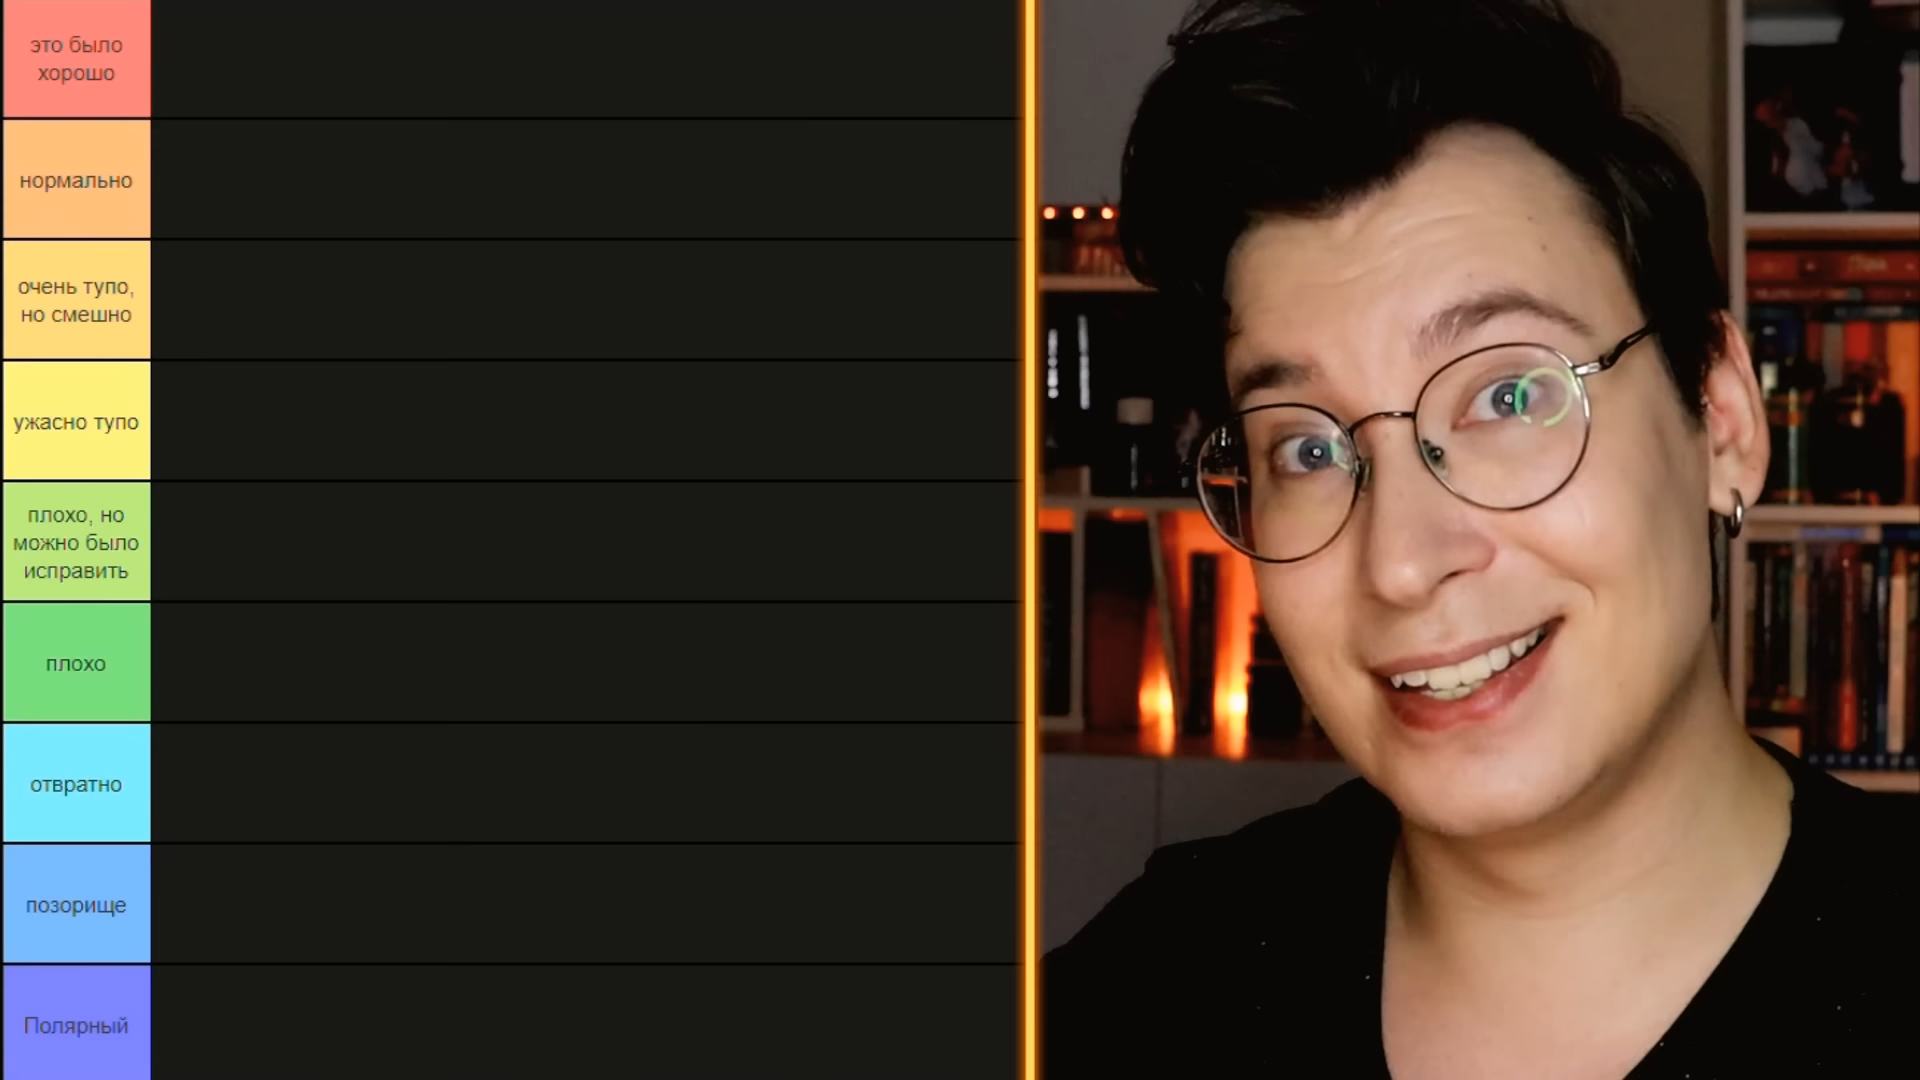 это было
хорошо
нормально
очень тупо,
но смешно
ужасно тупо
плохо, но
можно было
исправить
плохо
отвратно
позорище
Полярный